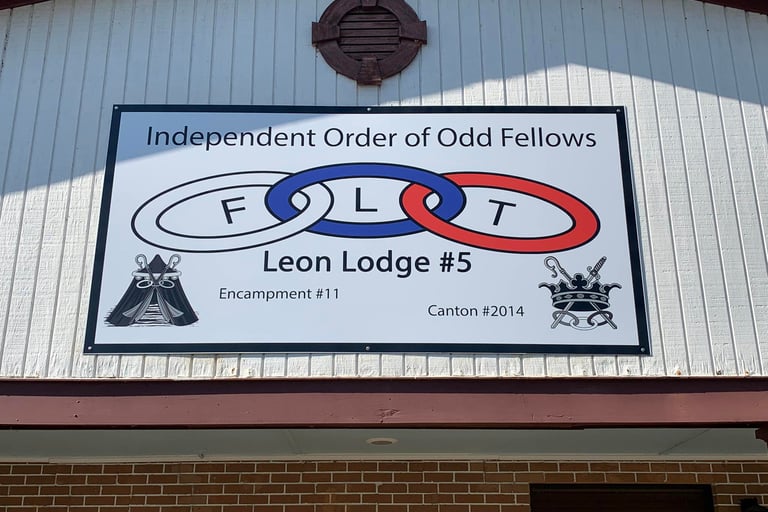 Independent Order of Odd Fellows
F L T
Leon Lodge #5
Encampment #11
Canton #2014